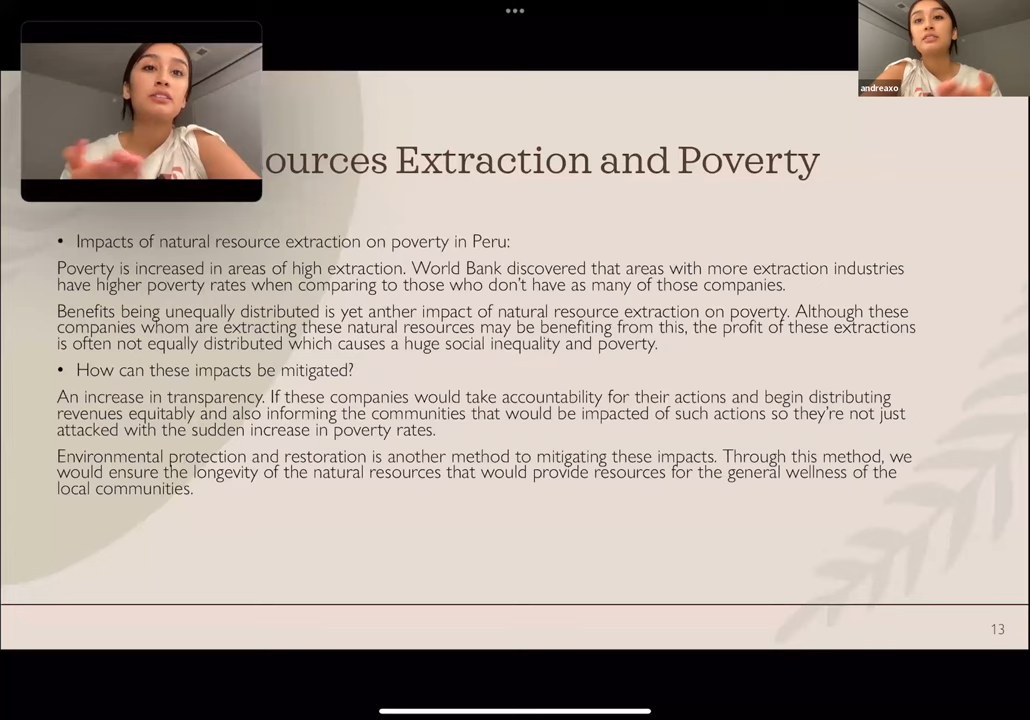 andreaxo
ources Extraction and Poverty
• Impacts of natural resource extraction on poverty in Peru:
Poverty is increased in areas of high extraction. World Bank discovered that areas with more extraction industries
have higher poverty rates when comparing to those who don't have as many of those companies.
Benefits being unequally distributed is yet anther impact of natural resource extraction on poverty. Although these
companies whom are extracting these natural resources may be benefiting from this, the profit of these extractions
is often not equally distributed which causes a huge social inequality and poverty.
• How can these impacts be mitigated?
An increase in transparency. If these companies would take accountability for their actions and begin distributing
revenues equitably and also informing the communities that would be impacted of such actions so they're not just
attacked with the sudden increase in poverty rates.
Environmental protection and restoration is another method to mitigating these impacts. Through this method, we
would ensure the longevity of the natural resources that would provide resources for the general wellness of the
local communities.
13